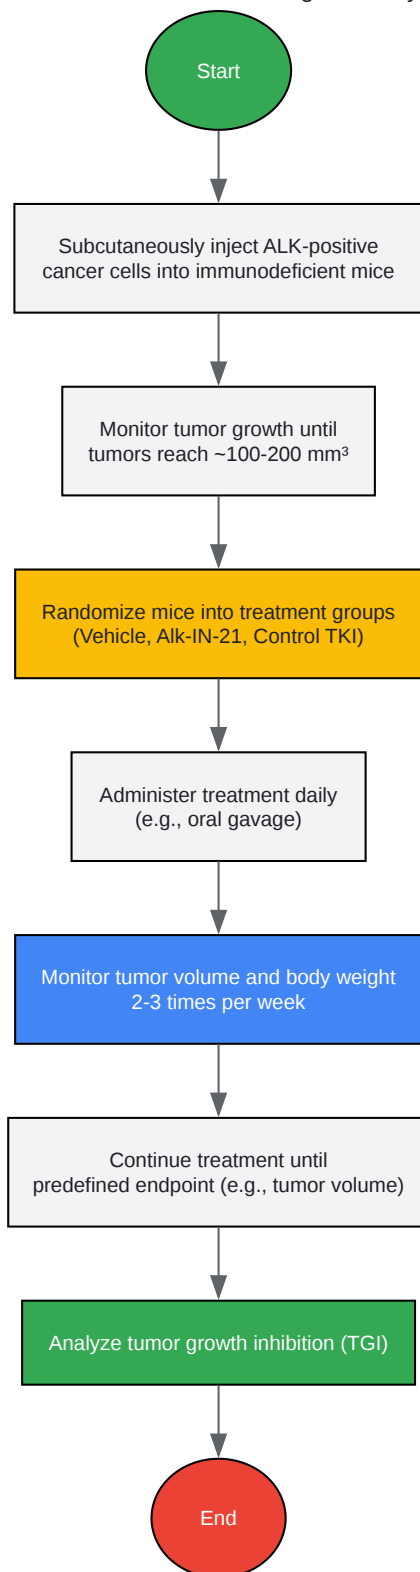 Start
Subcutaneously inject ALK-positive
cancer cells into immunodeficient mice
Monitor tumor growth until
tumors reach ~100-200 mm³
Randomize mice into treatment groups
(Vehicle, Alk-IN-21, Control TKI)
Administer treatment daily
(e.g., oral gavage)
Monitor tumor volume and body weight
2-3 times per week
Continue treatment until
predefined endpoint (e.g., tumor volume)
Analyze tumor growth inhibition (TGI)
End